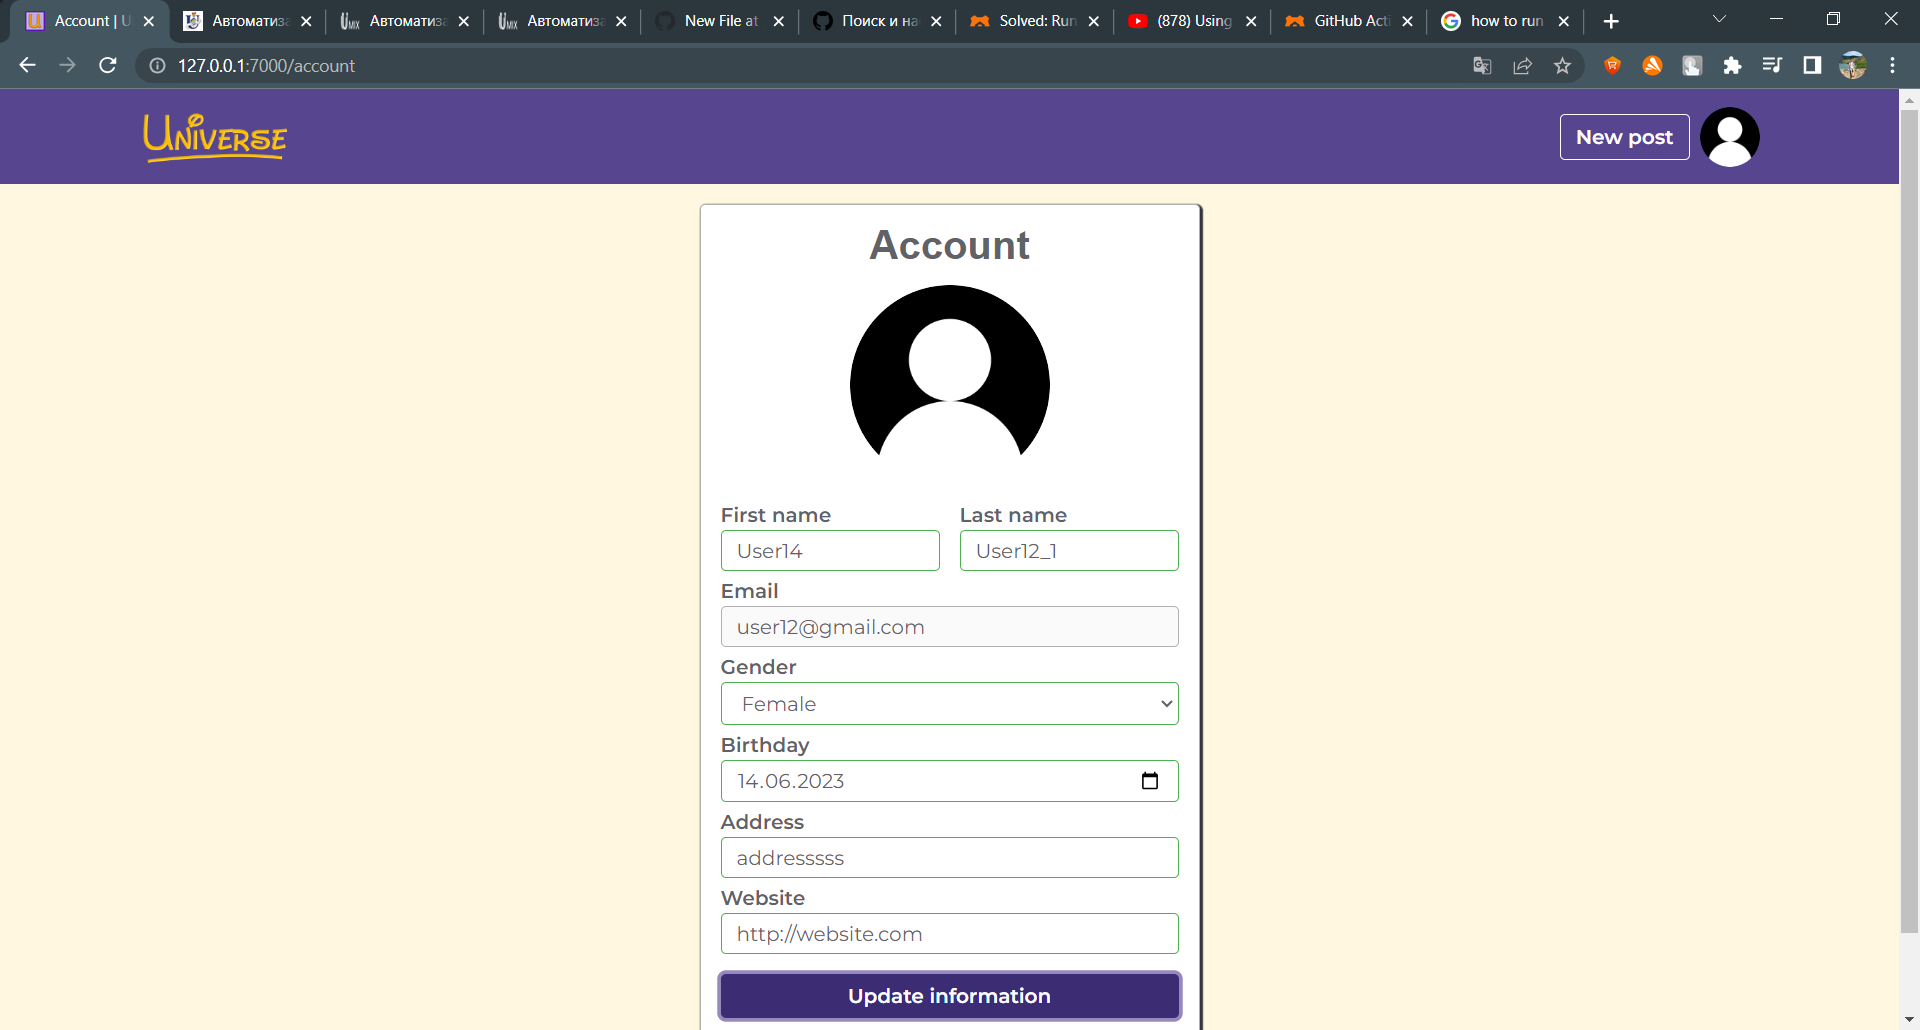 Account | U
Автоматиза
Автоматиза
Автоматиза
New File at
Поиск и на
Solved: Run
(878) Using
GitHub Acti
how to run
127.0.0.1:7000/account
UNIVERSE
New post
Account
First name
Last name
User14
User12_1
Email
user12@gmail.com
Gender
Female
Birthday
14.06.2023
Address
addresssss
Website
http://website.com
Update information